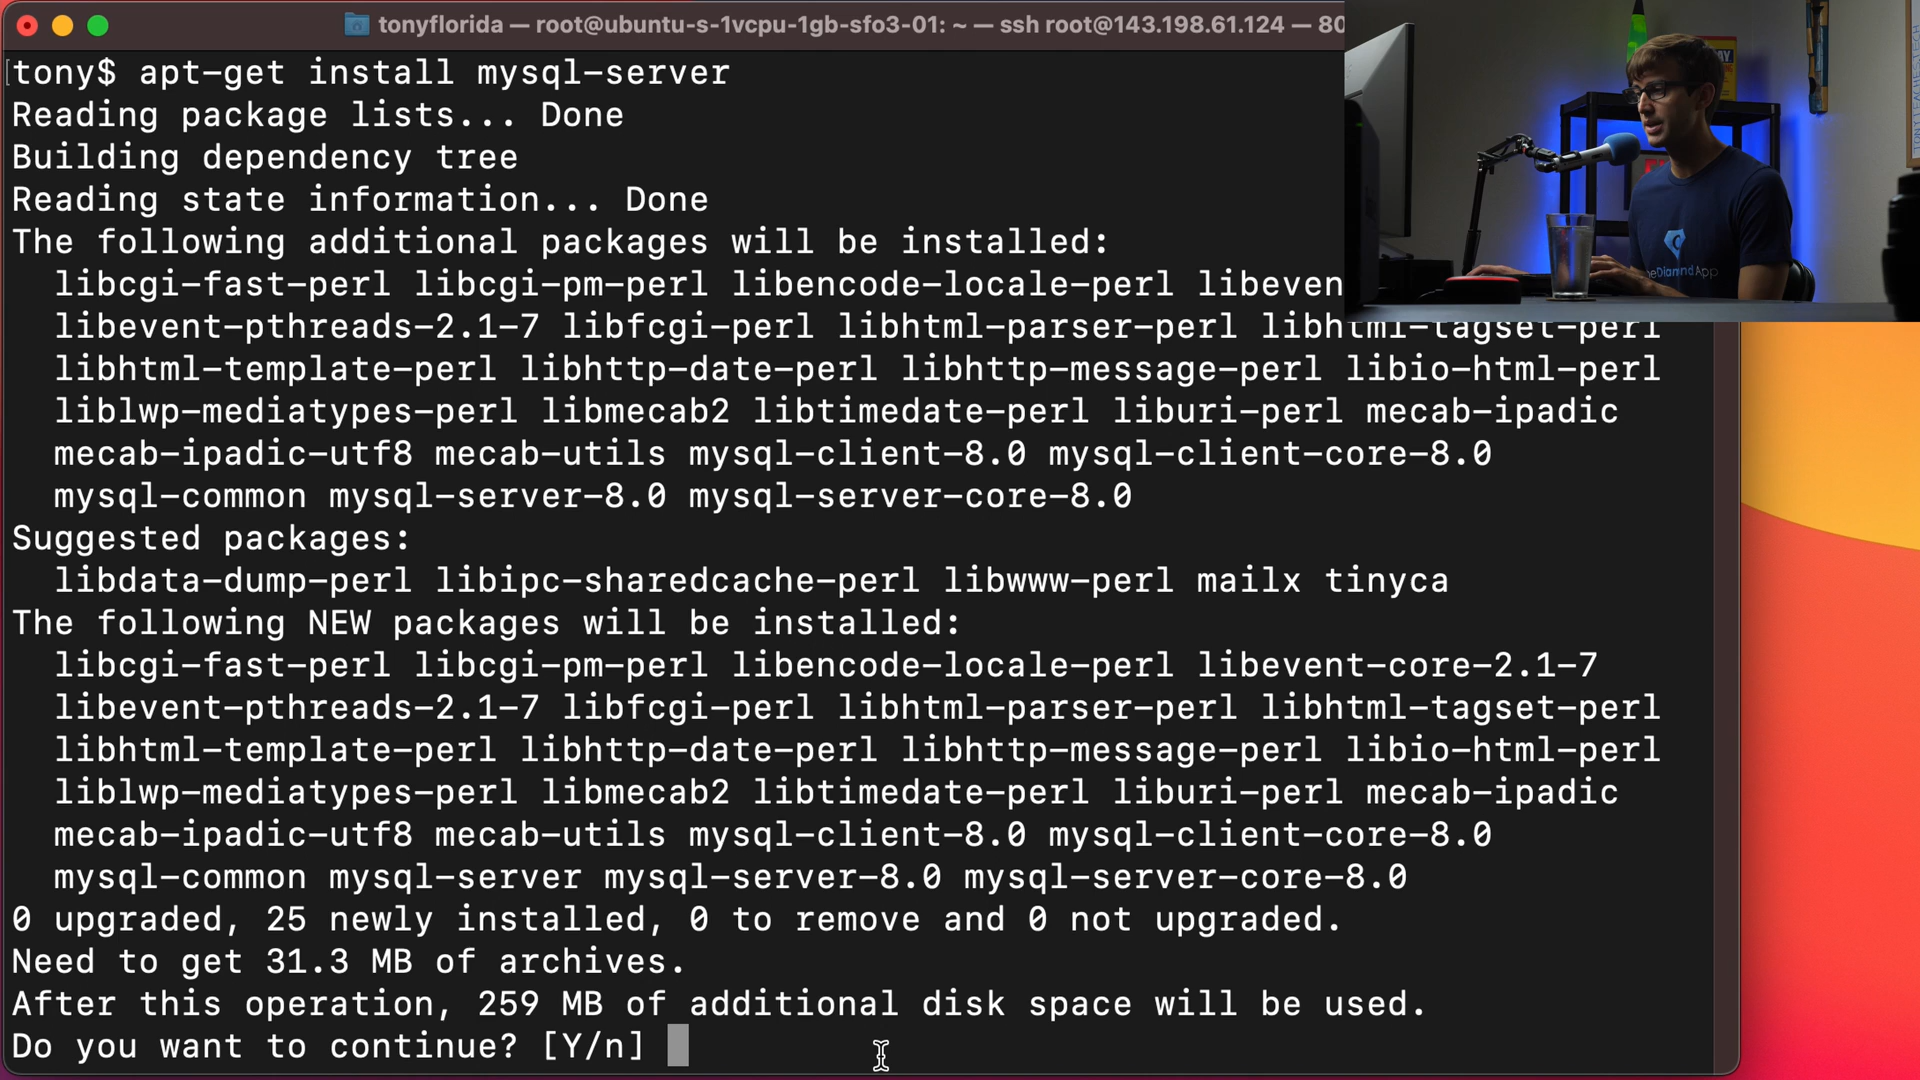 tonyflorida — root@ubuntu-s-1vcpu-1gb-sfo3-01: ~ — ssh root@143.198.61.124 — 80
tony$ apt-get install mysql-server
Reading package lists... Done
Building dependency tree
Reading state information... Done
The following additional packages will be installed:
libcgi-fast-perl libcgi-pm-perl libencode-locale-perl libeven
libevent-pthreads-2.1-7 libfcgi-perl libhtml-parser-perl libhtml-tagset-perl
libhtml-template-perl libhttp-date-perl libhttp-message-perl libio-html-perl
liblwp-mediatypes-perl libmecab2 libtimedate-perl liburi-perl mecab-ipadic
mecab-ipadic-utf8 mecab-utils mysql-client-8.0 mysql-client-core-8.0
mysql-common mysql-server-8.0 mysql-server-core-8.0
Suggested packages:
libdata-dump-perl libipc-sharedcache-perl libwww-perl mailx tinyca
The following NEW packages will be installed:
libcgi-fast-perl libcgi-pm-perl libencode-locale-perl libevent-core-2.1-7
libevent-pthreads-2.1-7 libfcgi-perl libhtml-parser-perl libhtml-tagset-perl
libhtml-template-perl libhttp-date-perl libhttp-message-perl libio-html-perl
liblwp-mediatypes-perl libmecab2 libtimedate-perl liburi-perl mecab-ipadic
mecab-ipadic-utf8 mecab-utils mysql-client-8.0 mysql-client-core-8.0
mysql-common mysql-server mysql-server-8.0 mysql-server-core-8.0
0 upgraded, 25 newly installed, 0 to remove and 0 not upgraded.
Need to get 31.3 MB of archives.
After this operation, 259 MB of additional disk space will be used.
Do you want to continue? [Y/n]